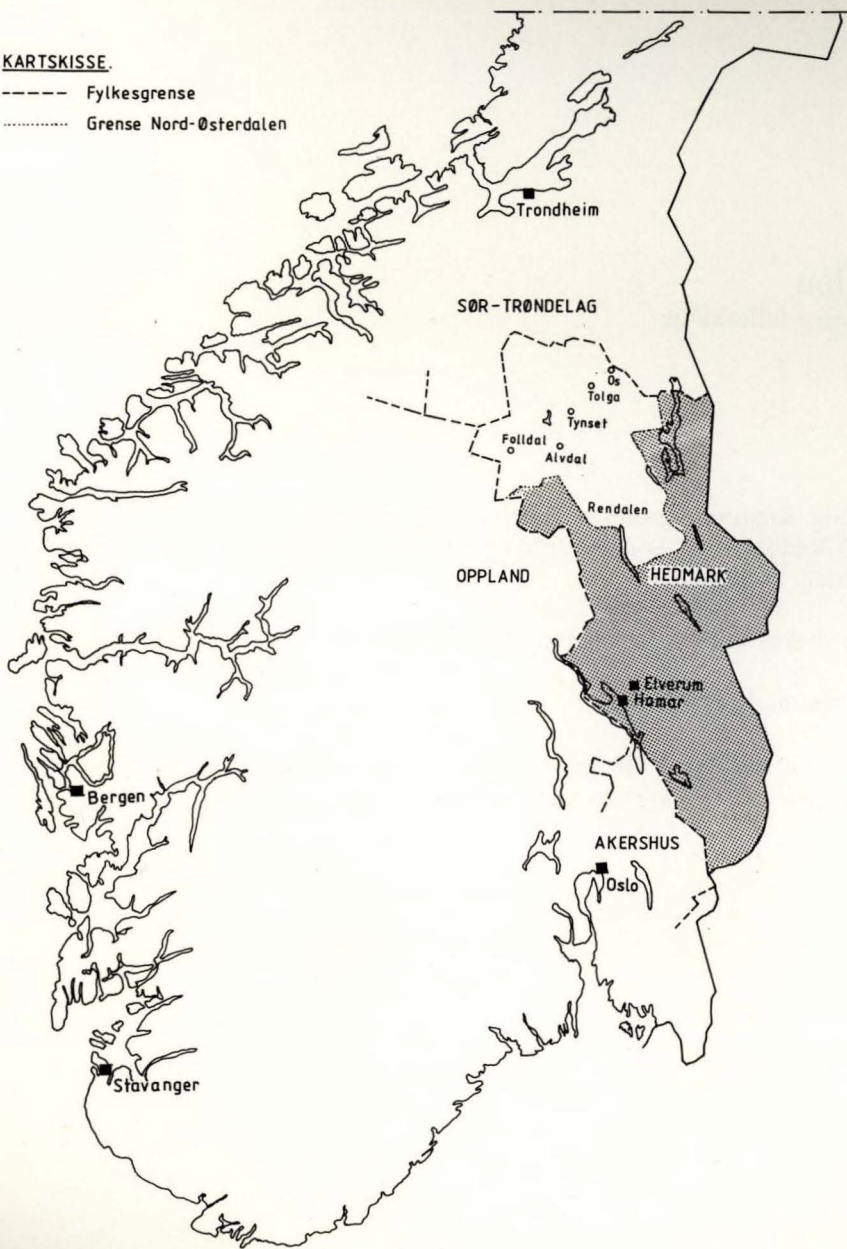 KARTSKISSE.
Fylkesgrense
Grense Nord-Østerdalen
Trondheim
SØR-TRØNDELAG
Os
Tolga
Tynset
Folldal
Alvdal
Rendalen
OPPLAND
HEDMARK
Elverum
Hamar
Bergen
AKERSHUS
Oslo
Stavanger